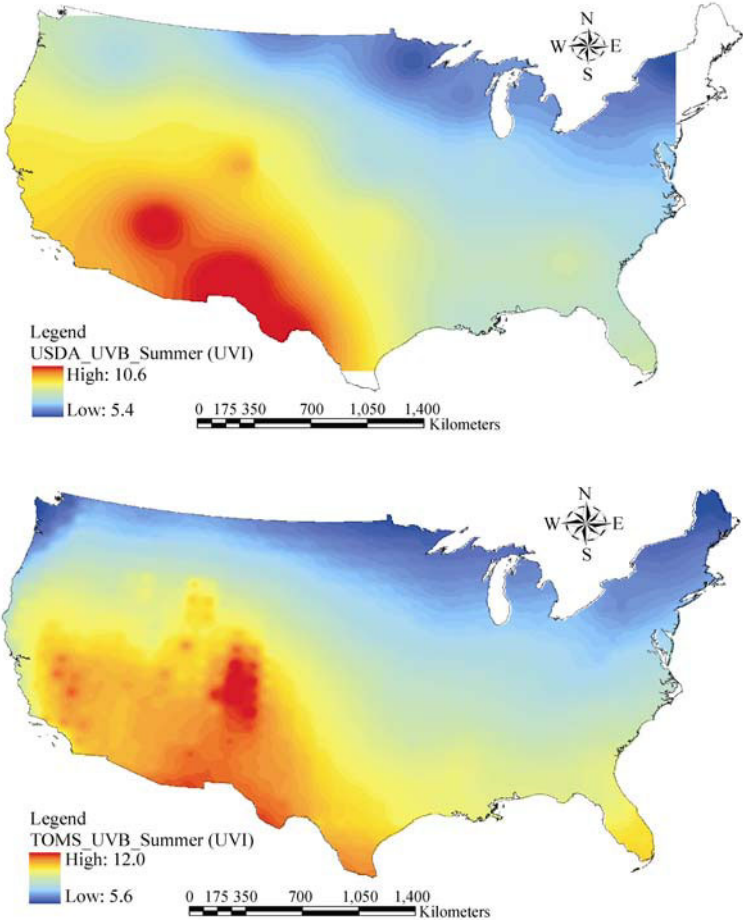 N
W E
S
Legend
USDA_UVB_Summer (UVI)
High: 10.6
Low: 5.4
0 175 350 700 1,050 1,400
Kilometers
N
W E
S
Legend
TOMS_UVB_Summer (UVI)
High: 12.0
Low: 5.6
0 175 350 700 1,050 1,400
Kilometers